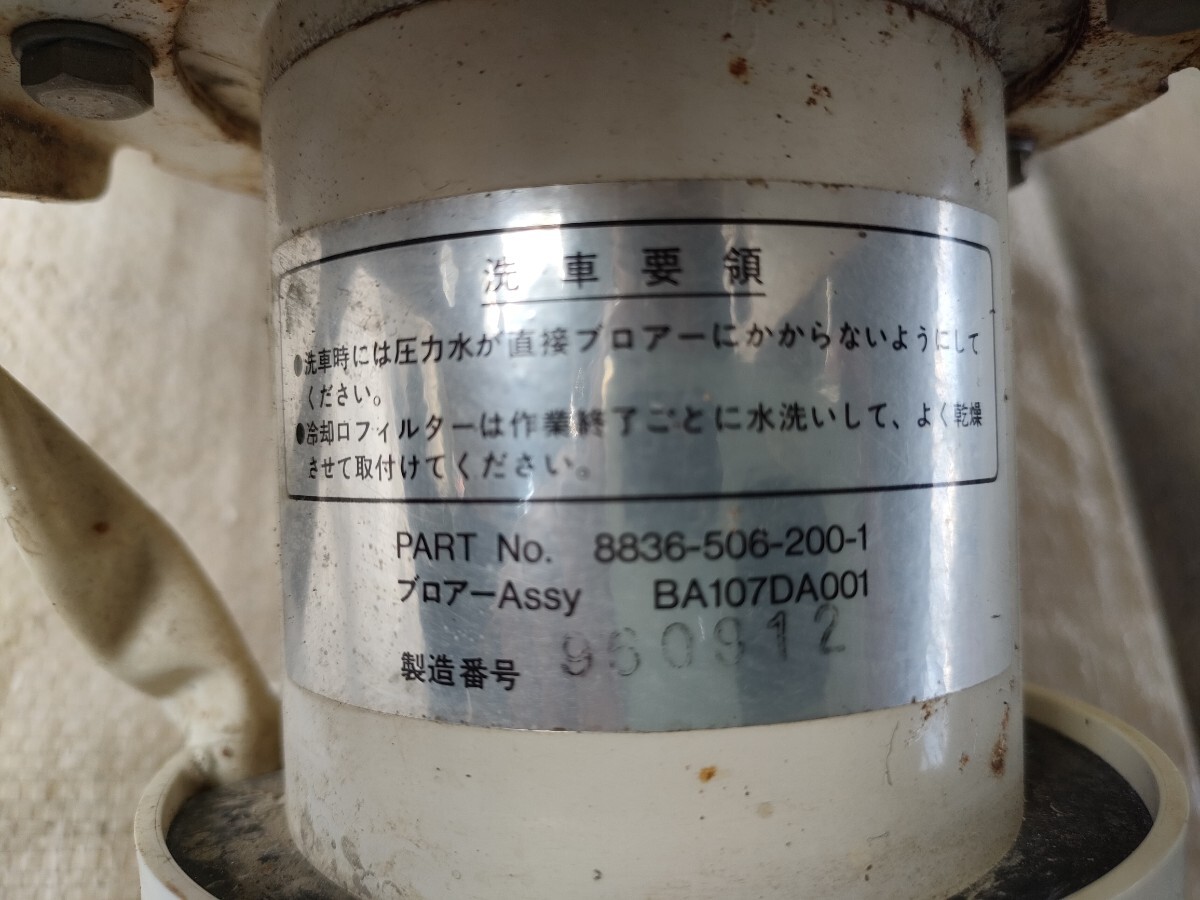 洗車要領
●洗車時には圧力水が直接ブロアーにかからないようにして
ください。
●冷却口フィルターは作業終了ごとに水洗いして、よく乾燥
させて取付けてください。
PART No. 8836-506-200-1
ブロアーAssy BA107DA001
製造番号 960912